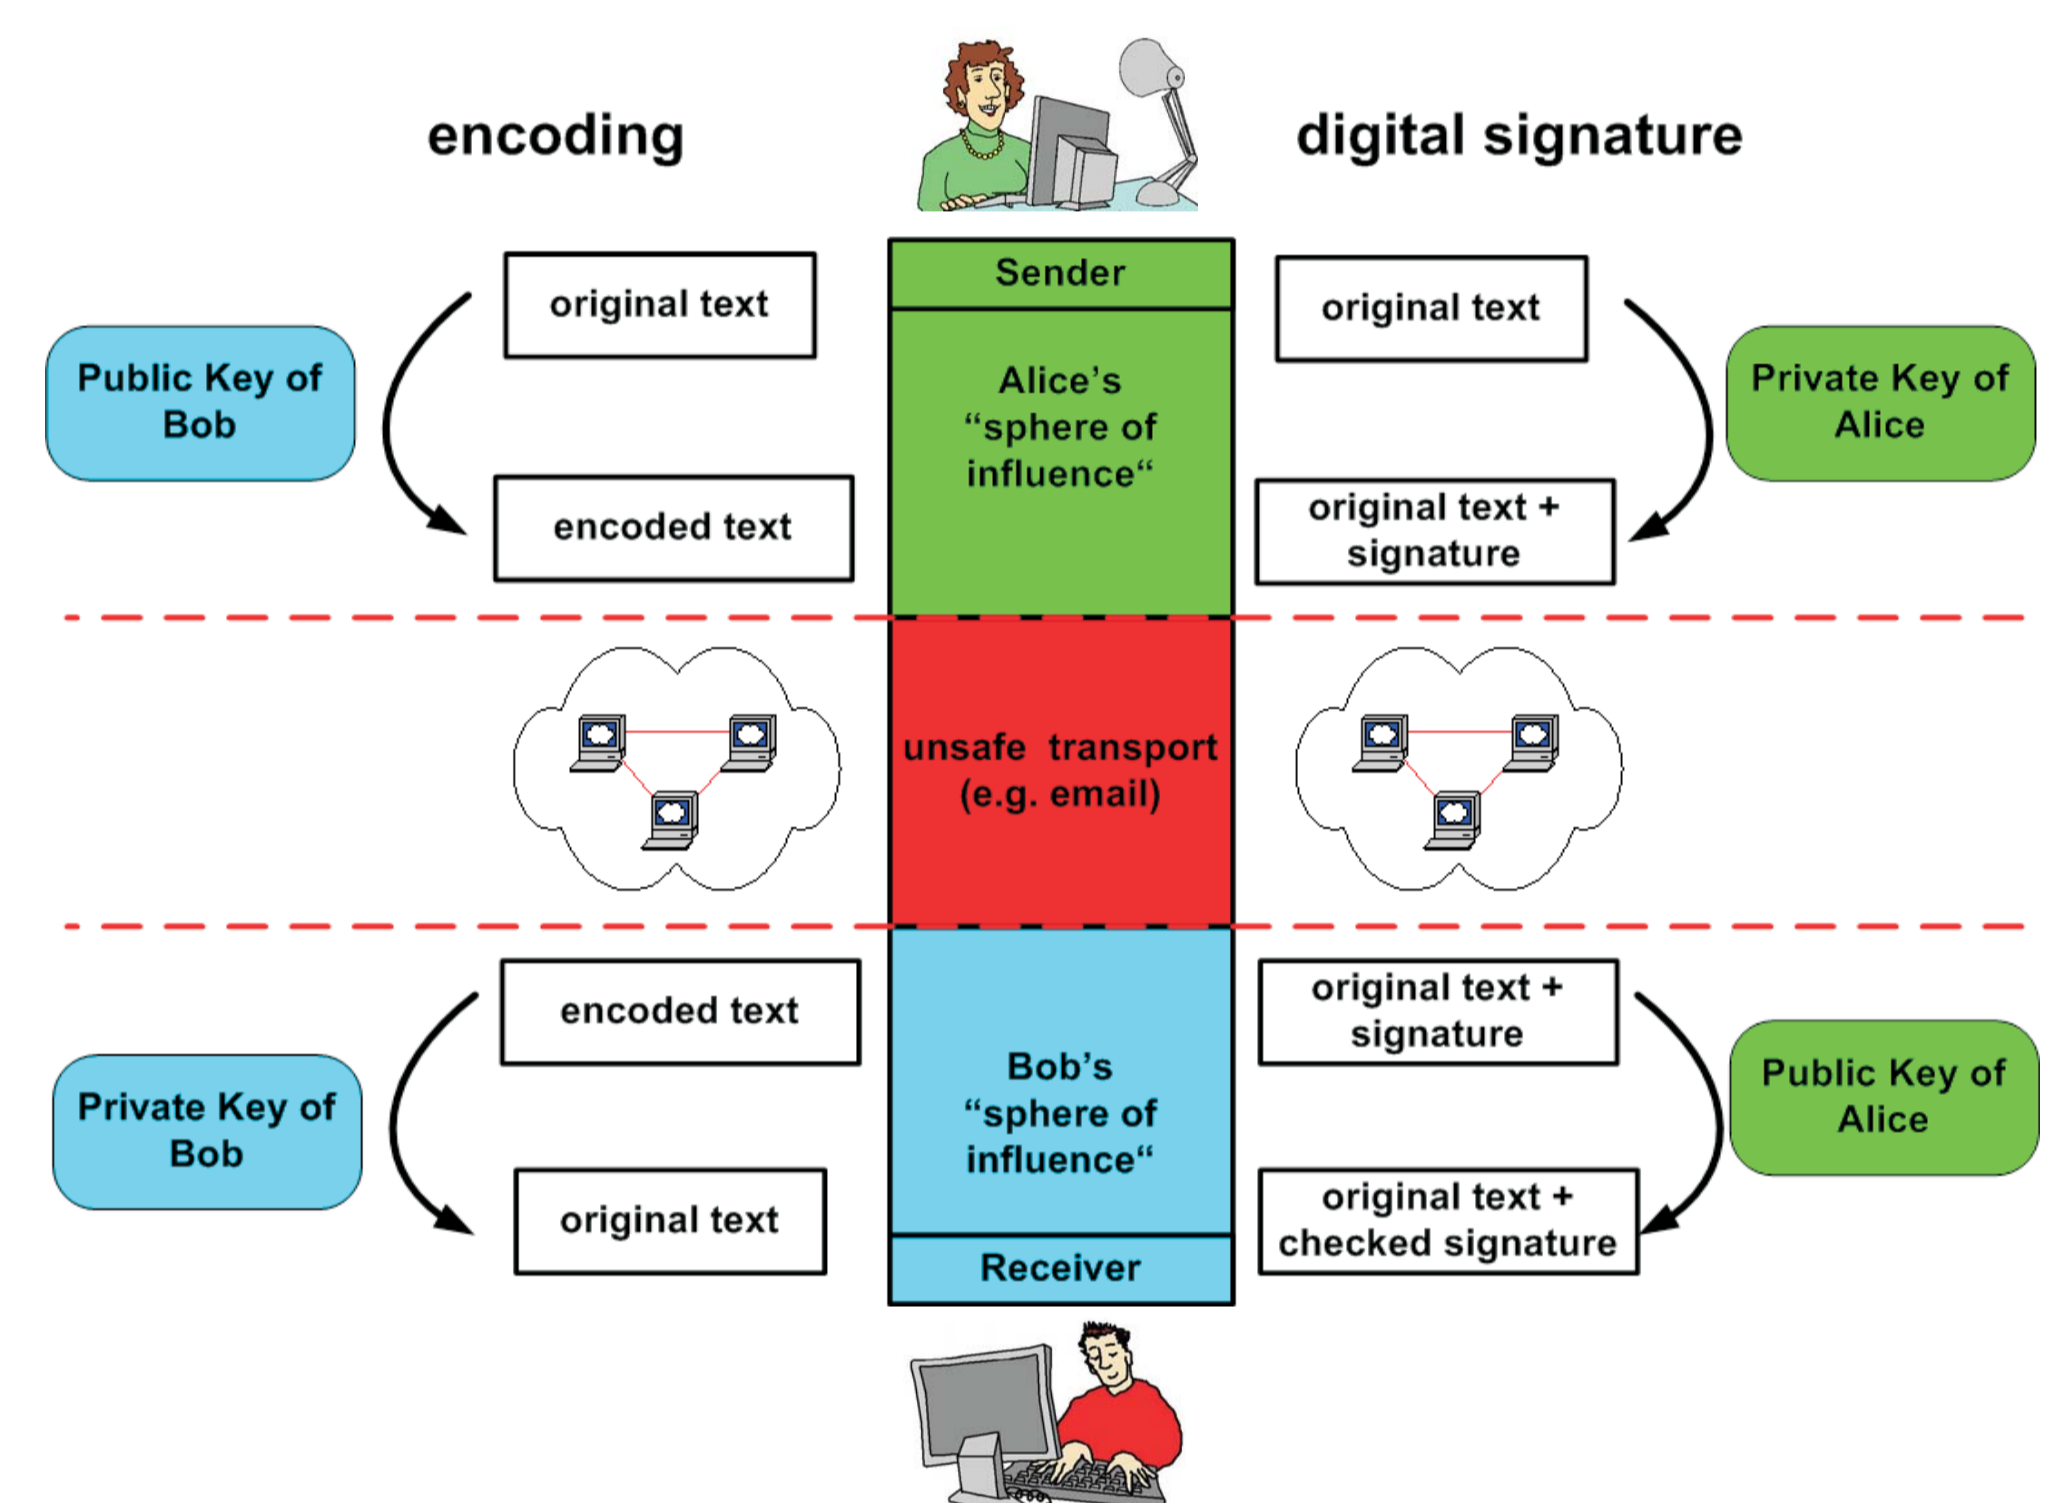 encoding
digital signature
Sender
original text
original text
Public Key of
Bob
Alice’s
“sphere of
influence“
Private Key of
Alice
encoded text
original text +
signature
unsafe  transport
(e.g. email)
encoded text
original text +
signature
Private Key of
Bob
Bob’s
“sphere of
influence“
Public Key of
Alice
original text
original text +
checked signature
Receiver